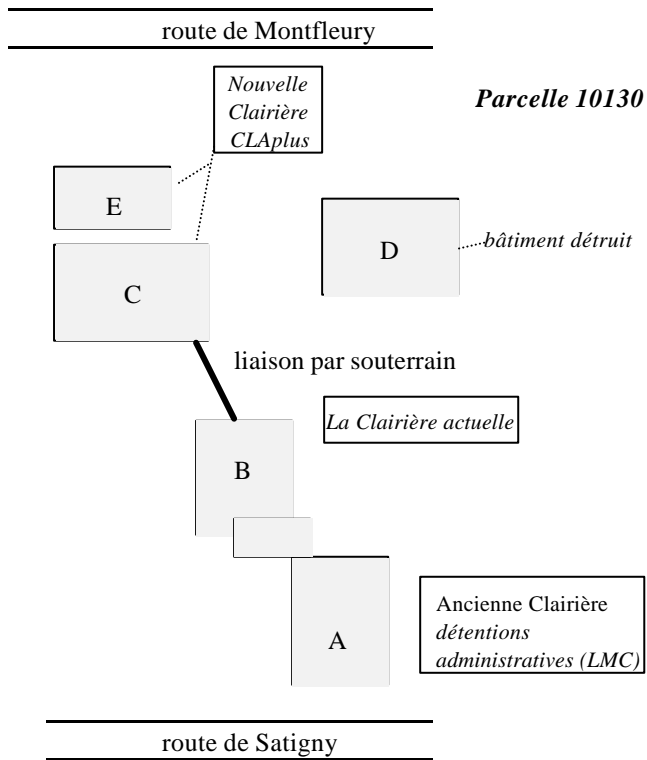 route de Montfleury
Nouvelle
Clairière
CLAplus
Parcelle 10130
E
D
bâtiment détruit
C
liaison par souterrain
La Clairière actuelle
B
Ancienne Clairière
détentions
administratives (LMC)
A
route de Satigny